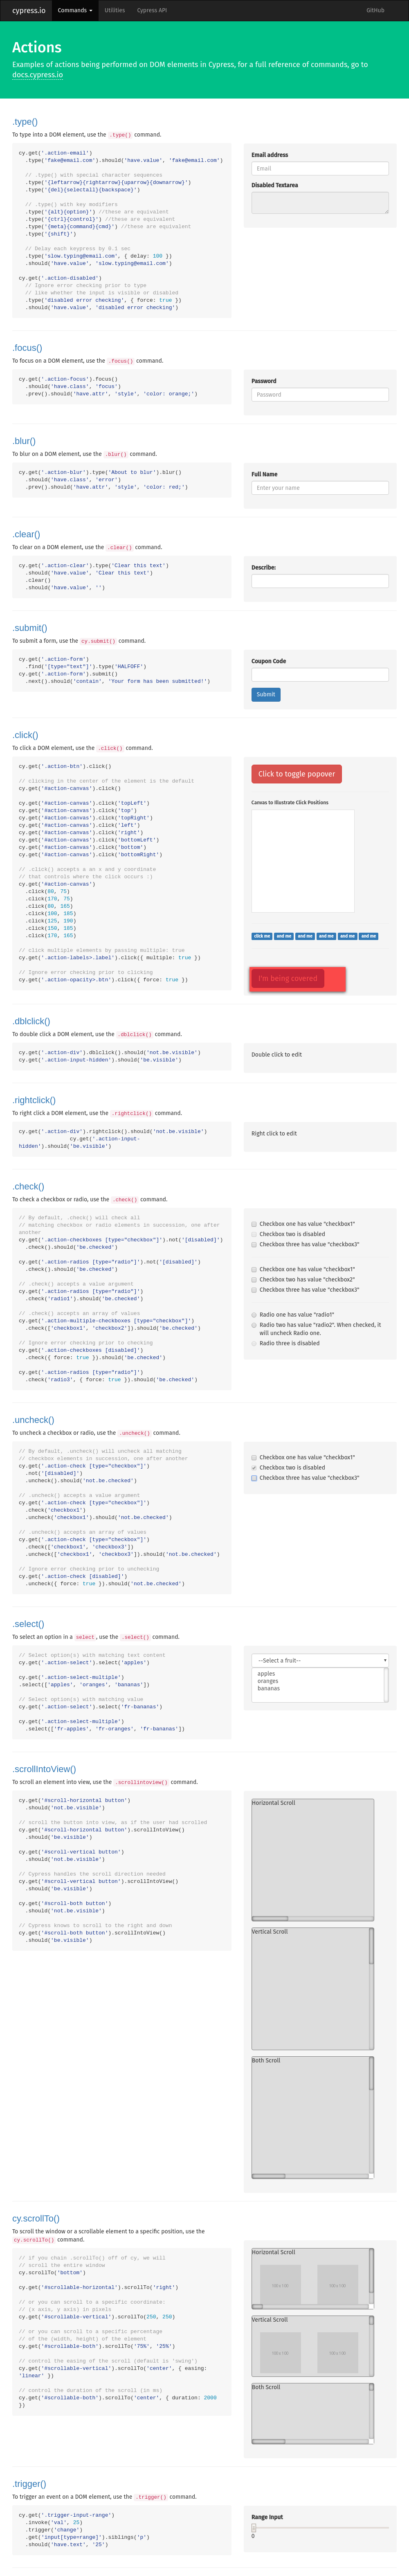 cypress.io
Commands
Utilities
Cypress API
GitHub
Actions
Examples of actions being performed on DOM elements in Cypress, for a full reference of commands, go to
docs.cypress.io
.type()
To type into a DOM element, use the .type() command.
cy.get('.action-email')
.type('fake@email.com').should('have.value', 'fake@email.com')
// .type() with special character sequences
.type('{leftarrow}{rightarrow}{uparrow}{downarrow}')
.type('{del}{selectall}{backspace}')
// .type() with key modifiers
.type('{alt}{option}') //these are equivalent
.type('{ctrl}{control}') //these are equivalent
.type('{meta}{command}{cmd}') //these are equivalent
.type('{shift}')
// Delay each keypress by 0.1 sec
.type('slow.typing@email.com', { delay: 100 })
.should('have.value', 'slow.typing@email.com')
cy.get('.action-disabled')
// Ignore error checking prior to type
// like whether the input is visible or disabled
.type('disabled error checking', { force: true })
.should('have.value', 'disabled error checking')
Email address
Email
Disabled Textarea
.focus()
To focus on a DOM element, use the .focus() command.
cy.get('.action-focus').focus()
.should('have.class', 'focus')
.prev().should('have.attr', 'style', 'color: orange;')
Password
Password
.blur()
To blur on a DOM element, use the .blur() command.
cy.get('.action-blur').type('About to blur').blur()
.should('have.class', 'error')
.prev().should('have.attr', 'style', 'color: red;')
Full Name
Enter your name
.clear()
To clear on a DOM element, use the .clear() command.
cy.get('.action-clear').type('Clear this text')
.should('have.value', 'Clear this text')
.clear()
.should('have.value', '')
Describe:
.submit()
To submit a form, use the cy.submit() command.
cy.get('.action-form')
.find('[type="text"]').type('HALFOFF')
cy.get('.action-form').submit()
.next().should('contain', 'Your form has been submitted!')
Coupon Code
Submit
.click()
To click a DOM element, use the .click() command.
cy.get('.action-btn').click()
// clicking in the center of the element is the default
cy.get('#action-canvas').click()
cy.get('#action-canvas').click('topLeft')
cy.get('#action-canvas').click('top')
cy.get('#action-canvas').click('topRight')
cy.get('#action-canvas').click('left')
cy.get('#action-canvas').click('right')
cy.get('#action-canvas').click('bottomLeft')
cy.get('#action-canvas').click('bottom')
cy.get('#action-canvas').click('bottomRight')
// .click() accepts a an x and y coordinate
// that controls where the click occurs :)
cy.get('#action-canvas')
.click(80, 75)
.click(170, 75)
.click(80, 165)
.click(100, 185)
.click(125, 190)
.click(150, 185)
.click(170, 165)
// click multiple elements by passing multiple: true
cy.get('.action-labels>.label').click({ multiple: true })
// Ignore error checking prior to clicking
cy.get('.action-opacity>.btn').click({ force: true })
Click to toggle popover
Canvas to Illustrate Click Positions
click me
and me
and me
and me
and me
and me
I'm being covered
.dblclick()
To double click a DOM element, use the .dblclick() command.
cy.get('.action-div').dblclick().should('not.be.visible')
cy.get('.action-input-hidden').should('be.visible')
Double click to edit
.rightclick()
To right click a DOM element, use the .rightclick() command.
cy.get('.action-div').rightclick().should('not.be.visible')
cy.get('.action-input-
hidden').should('be.visible')
Right click to edit
.check()
To check a checkbox or radio, use the .check() command.
// By default, .check() will check all
// matching checkbox or radio elements in succession, one after
another
cy.get('.action-checkboxes [type="checkbox"]').not('[disabled]')
.check().should('be.checked')
cy.get('.action-radios [type="radio"]').not('[disabled]')
.check().should('be.checked')
// .check() accepts a value argument
cy.get('.action-radios [type="radio"]')
.check('radio1').should('be.checked')
// .check() accepts an array of values
cy.get('.action-multiple-checkboxes [type="checkbox"]')
.check(['checkbox1', 'checkbox2']).should('be.checked')
// Ignore error checking prior to checking
cy.get('.action-checkboxes [disabled]')
.check({ force: true }).should('be.checked')
cy.get('.action-radios [type="radio"]')
.check('radio3', { force: true }).should('be.checked')
Checkbox one has value "checkbox1"
Checkbox two is disabled
Checkbox three has value "checkbox3"
Checkbox one has value "checkbox1"
Checkbox two has value "checkbox2"
Checkbox three has value "checkbox3"
Radio one has value "radio1"
Radio two has value "radio2". When checked, it
will uncheck Radio one.
Radio three is disabled
.uncheck()
To uncheck a checkbox or radio, use the .uncheck() command.
// By default, .uncheck() will uncheck all matching
// checkbox elements in succession, one after another
cy.get('.action-check [type="checkbox"]')
.not('[disabled]')
.uncheck().should('not.be.checked')
// .uncheck() accepts a value argument
cy.get('.action-check [type="checkbox"]')
.check('checkbox1')
.uncheck('checkbox1').should('not.be.checked')
// .uncheck() accepts an array of values
cy.get('.action-check [type="checkbox"]')
.check(['checkbox1', 'checkbox3'])
.uncheck(['checkbox1', 'checkbox3']).should('not.be.checked')
// Ignore error checking prior to unchecking
cy.get('.action-check [disabled]')
.uncheck({ force: true }).should('not.be.checked')
Checkbox one has value "checkbox1"
Checkbox two is disabled
Checkbox three has value "checkbox3"
.select()
To select an option in a select, use the .select() command.
// Select option(s) with matching text content
cy.get('.action-select').select('apples')
cy.get('.action-select-multiple')
.select(['apples', 'oranges', 'bananas'])
// Select option(s) with matching value
cy.get('.action-select').select('fr-bananas')
cy.get('.action-select-multiple')
.select(['fr-apples', 'fr-oranges', 'fr-bananas'])
--Select a fruit--
apples
oranges
bananas
.scrollIntoView()
To scroll an element into view, use the .scrollintoview() command.
cy.get('#scroll-horizontal button')
.should('not.be.visible')
// scroll the button into view, as if the user had scrolled
cy.get('#scroll-horizontal button').scrollIntoView()
.should('be.visible')
cy.get('#scroll-vertical button')
.should('not.be.visible')
// Cypress handles the scroll direction needed
cy.get('#scroll-vertical button').scrollIntoView()
.should('be.visible')
cy.get('#scroll-both button')
.should('not.be.visible')
// Cypress knows to scroll to the right and down
cy.get('#scroll-both button').scrollIntoView()
.should('be.visible')
Horizontal Scroll
Vertical Scroll
Both Scroll
cy.scrollTo()
To scroll the window or a scrollable element to a specific position, use the
cy.scrollTo() command.
// if you chain .scrollTo() off of cy, we will
// scroll the entire window
cy.scrollTo('bottom')
cy.get('#scrollable-horizontal').scrollTo('right')
// or you can scroll to a specific coordinate:
// (x axis, y axis) in pixels
cy.get('#scrollable-vertical').scrollTo(250, 250)
// or you can scroll to a specific percentage
// of the (width, height) of the element
cy.get('#scrollable-both').scrollTo('75%', '25%')
// control the easing of the scroll (default is 'swing')
cy.get('#scrollable-vertical').scrollTo('center', { easing:
'linear' })
// control the duration of the scroll (in ms)
cy.get('#scrollable-both').scrollTo('center', { duration: 2000
})
Horizontal Scroll
Vertical Scroll
Both Scroll
.trigger()
To trigger an event on a DOM element, use the .trigger() command.
cy.get('.trigger-input-range')
.invoke('val', 25)
.trigger('change')
cy.get('input[type=range]').siblings('p')
.should('have.text', '25')
Range Input
0